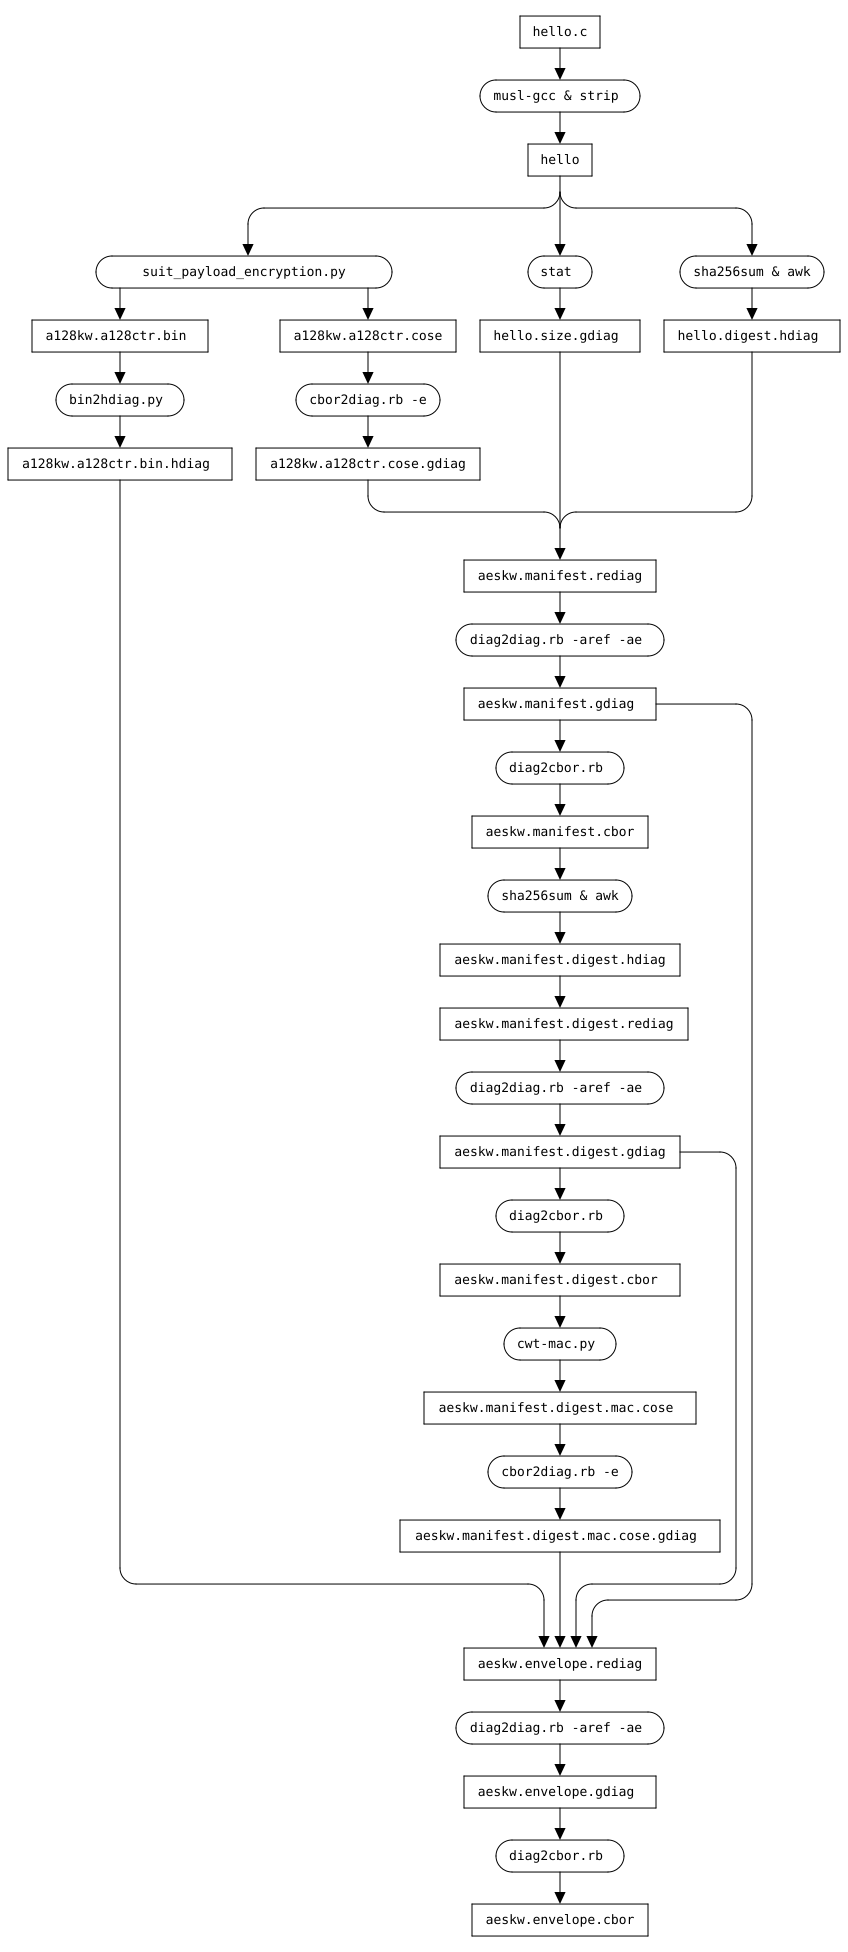 hello.c
musl-gcc & strip
hello
suit_payload_encryption.py
stat
sha256sum & awk
a128kw.a128ctr.bin
a128kw.a128ctr.cose
hello.size.gdiag
hello.digest.hdiag
bin2hdiag.py
cbor2diag.rb -e
a128kw.a128ctr.bin.hdiag
a128kw.a128ctr.cose.gdiag
aeskw.manifest.rediag
diag2diag.rb -aref -ae
aeskw.manifest.gdiag
diag2cbor.rb
aeskw.manifest.cbor
sha256sum & awk
aeskw.manifest.digest.hdiag
aeskw.manifest.digest.rediag
diag2diag.rb -aref -ae
aeskw.manifest.digest.gdiag
diag2cbor.rb
aeskw.manifest.digest.cbor
cwt-mac.py
aeskw.manifest.digest.mac.cose
cbor2diag.rb -e
aeskw.manifest.digest.mac.cose.gdiag
aeskw.envelope.rediag
diag2diag.rb -aref -ae
aeskw.envelope.gdiag
diag2cbor.rb
aeskw.envelope.cbor